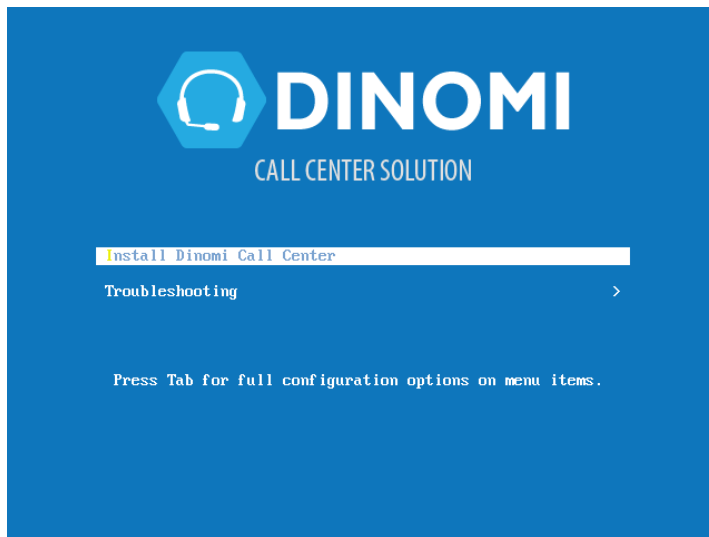 DINOMI
CALL CENTER SOLUTION
Install Dinomi Call Center
Troubleshooting >
Press Tab for full configuration options on menu items.